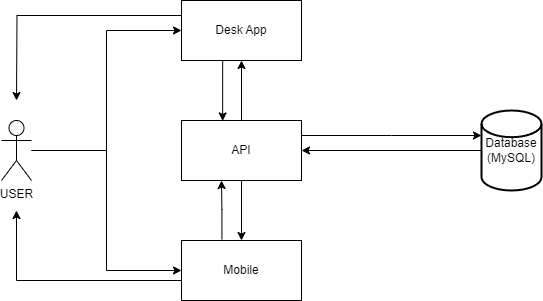 Desk App
API
Database
(MySQL)
USER
Mobile